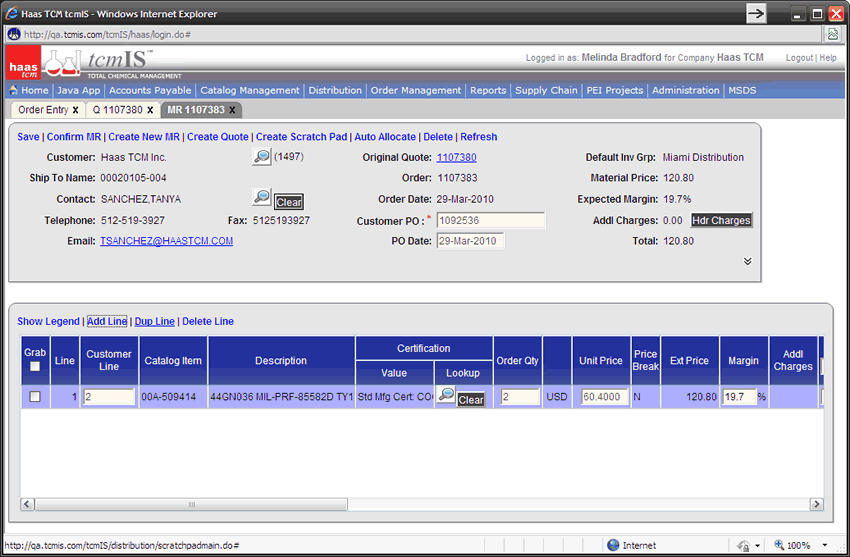 Haas TCM tcmIS - Windows Internet Explorer
http://qa.tcmis.com/tcmIS/haas/login.do#
haas tcm tcmIS™ TOTAL CHEMICAL MANAGEMENT
Logged in as: Melinda Bradford for Company Haas TCM Logout | Help
Home | Java App | Accounts Payable | Catalog Management | Distribution | Order Management | Reports | Supply Chain | PEI Projects | Administration | MSDS
Order Entry x Q 1107380 x MR 1107383 x
Save | Confirm MR | Create New MR | Create Quote | Create Scratch Pad | Auto Allocate | Delete | Refresh
Customer: Haas TCM Inc. (1497) Original Quote: 1107380 Default Inv Grp: Miami Distribution
Ship To Name: 00020105-004 Order: 1107383 Material Price: 120.80
Contact: SANCHEZ,TANYA Clear Order Date: 29-Mar-2010 Expected Margin: 19.7%
Telephone: 512-519-3927 Fax: 5125193927 Customer PO :* 1092536 Addl Charges: 0.00 Hdr Charges
Email: TSANCHEZ@HAASTCM.COM PO Date: 29-Mar-2010 Total: 120.80
Show Legend | Add Line | Dup Line | Delete Line
Grab Line Customer Line Catalog Item Description Certification Value Lookup Order Qty Unit Price Price Break Ext Price Margin Addl Charges
1 2 00A-509414 44GN036 MIL-PRF-85582D TY1 Std Mfg Cert: CO Clear 2 USD 60.4000 N 120.80 19.7 %
http://qa.tcmis.com/tcmIS/distribution/scratchpadmain.do# Internet 100%